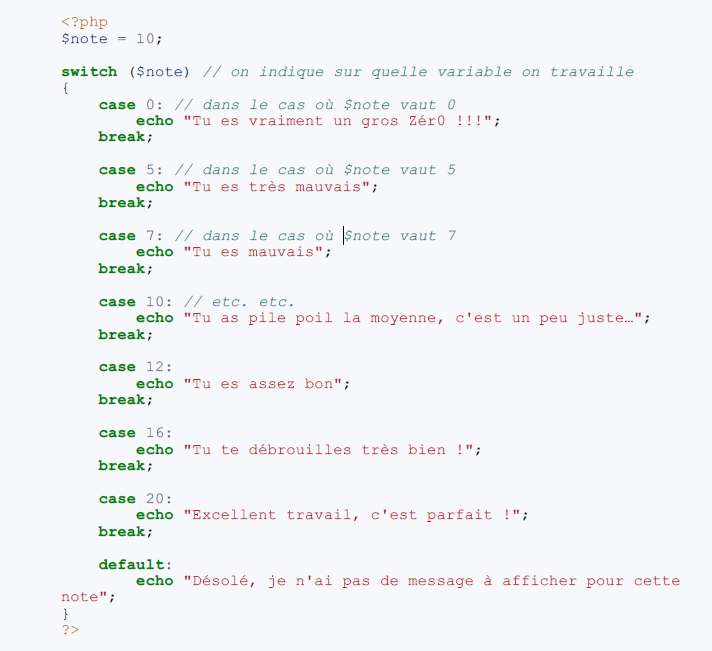 <?php
$note = 10;
switch ($note) // on indique sur quelle variable on travaille
{
    case 0: // dans le cas où $note vaut 0
        echo "Tu es vraiment un gros Zér0 !!!";
    break;
    case 5: // dans le cas où $note vaut 5
        echo "Tu es très mauvais";
    break;
    case 7: // dans le cas où $note vaut 7
        echo "Tu es mauvais";
    break;
    case 10: // etc. etc.
        echo "Tu as pile poil la moyenne, c'est un peu juste…";
    break;
    case 12:
        echo "Tu es assez bon";
    break;
    case 16:
        echo "Tu te débrouilles très bien !";
    break;
    case 20:
        echo "Excellent travail, c'est parfait !";
    break;
    default:
        echo "Désolé, je n'ai pas de message à afficher pour cette
note";
}
?>